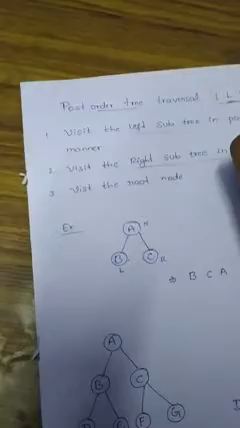 Post order tree traversal ( L
1 Visit the left sub tree in
manner
2 Visit the Right sub tree in
3 Vist the root node
Ex
A N
B C R
L
⇒ B C A
A
B C
F G